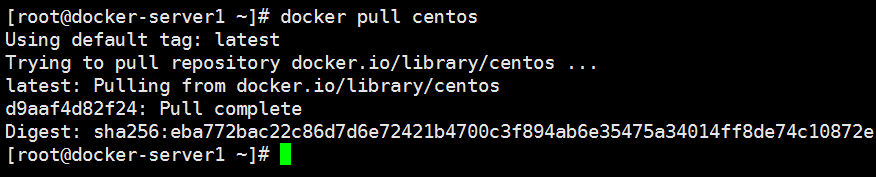 [root@docker-server1 ~]# docker pull centos
Using default tag: latest
Trying to pull repository docker.io/library/centos ...
latest: Pulling from docker.io/library/centos
d9aaf4d82f24: Pull complete
Digest: sha256:eba772bac22c86d7d6e72421b4700c3f894ab6e35475a34014ff8de74c10872e
[root@docker-server1 ~]#